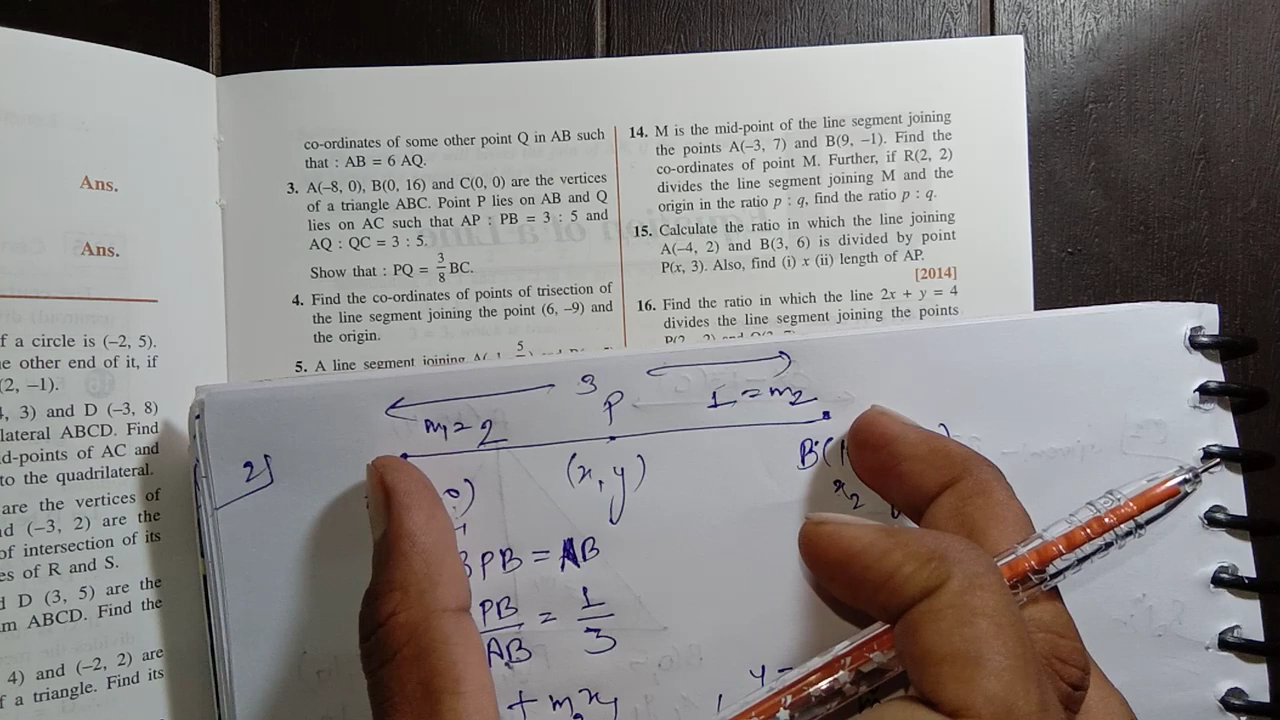 Ans.
Ans.
f a circle is (−2, 5).
e other end of it, if
(2, −1).
, 3) and D (−3, 8)
lateral ABCD. Find
d-points of AC and
to the quadrilateral.
are the vertices of
d (−3, 2) are the
of intersection of its
es of R and S.
D (3, 5) are the
m ABCD. Find the
4) and (−2, 2) are
f a triangle. Find its
co-ordinates of some other point Q in AB such
that : AB = 6 AQ.
3. A(−8, 0), B(0, 16) and C(0, 0) are the vertices
of a triangle ABC. Point P lies on AB and Q
lies on AC such that AP : PB = 3 : 5 and
AQ : QC = 3 : 5.
Show that : PQ = 3/8 BC.
4. Find the co-ordinates of points of trisection of
the line segment joining the point (6, −9) and
the origin.
5. A line segment joining
14. M is the mid-point of the line segment joining
the points A(−3, 7) and B(9, −1). Find the
co-ordinates of point M. Further, if R(2, 2)
divides the line segment joining M and the
origin in the ratio p : q, find the ratio p : q.
15. Calculate the ratio in which the line joining
A(−4, 2) and B(3, 6) is divided by point
P(x, 3). Also, find (i) x (ii) length of AP.
[2014]
16. Find the ratio in which the line 2x + y = 4
divides the line segment joining the points
3
m₁ = 2 P 1 = m₂
2]
(x, y) B(
x₂
3PB = AB
PB/AB = 1/3
y =